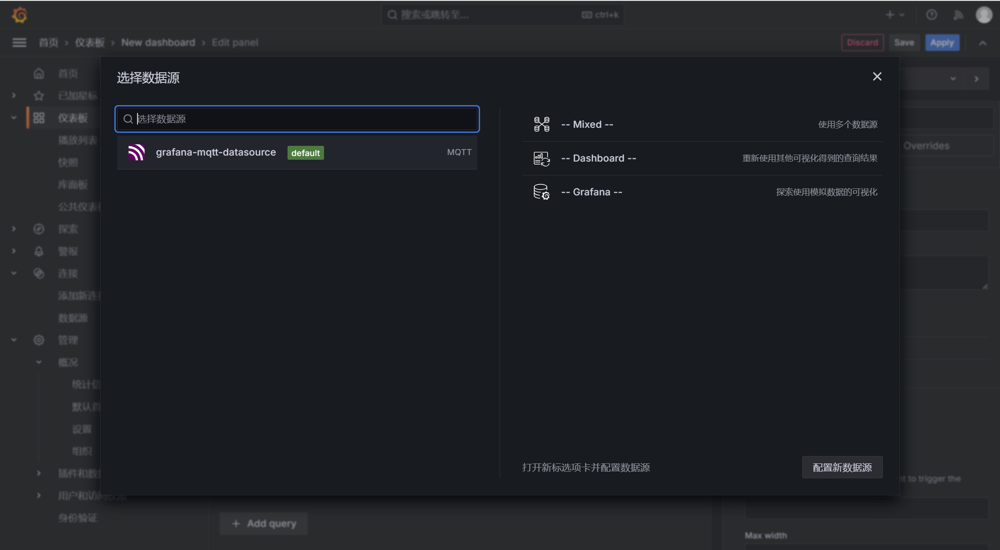 搜索或跳转至...
ctrl+k
首页 › 仪表板 › New dashboard › Edit panel
Discard
Save
Apply
首页
已加星标
仪表板
播放列表
快照
库面板
公共仪表
探索
警报
连接
添加新连
数据源
管理
概况
统计信
默认首
设置
组织
插件和数
用户和访问权限
身份验证
选择数据源
选择数据源
grafana-mqtt-datasource default MQTT
-- Mixed -- 使用多个数据源
-- Dashboard -- 重新使用其他可视化得到的查询结果
-- Grafana -- 探索使用模拟数据的可视化
打开新标选项卡并配置数据源
配置新数据源
Overrides
nt to trigger the
+ Add query
Max width